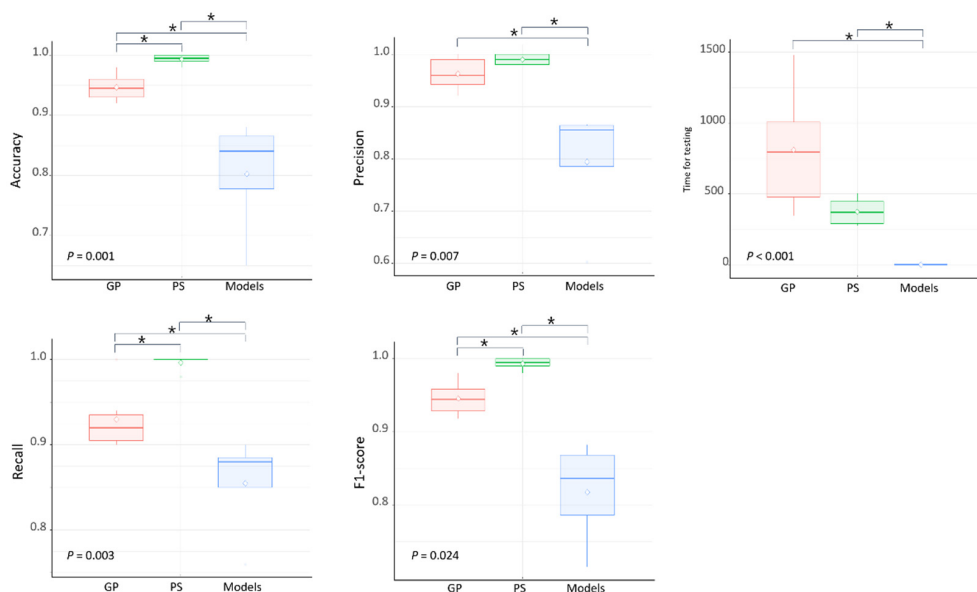 * 
*
*
Accuracy
1.0
0.9
0.8
0.7
P = 0.001
GP PS Models
*
*
Precision
1.0
0.9
0.8
0.7
0.6
P = 0.007
GP PS Models
*
*
Time for testing
1500
1000
500
0
P < 0.001
GP PS Models
*
*
*
Recall
1.0
0.9
0.8
P = 0.003
GP PS Models
*
*
*
F1-score
1.0
0.9
0.8
P = 0.024
GP PS Models